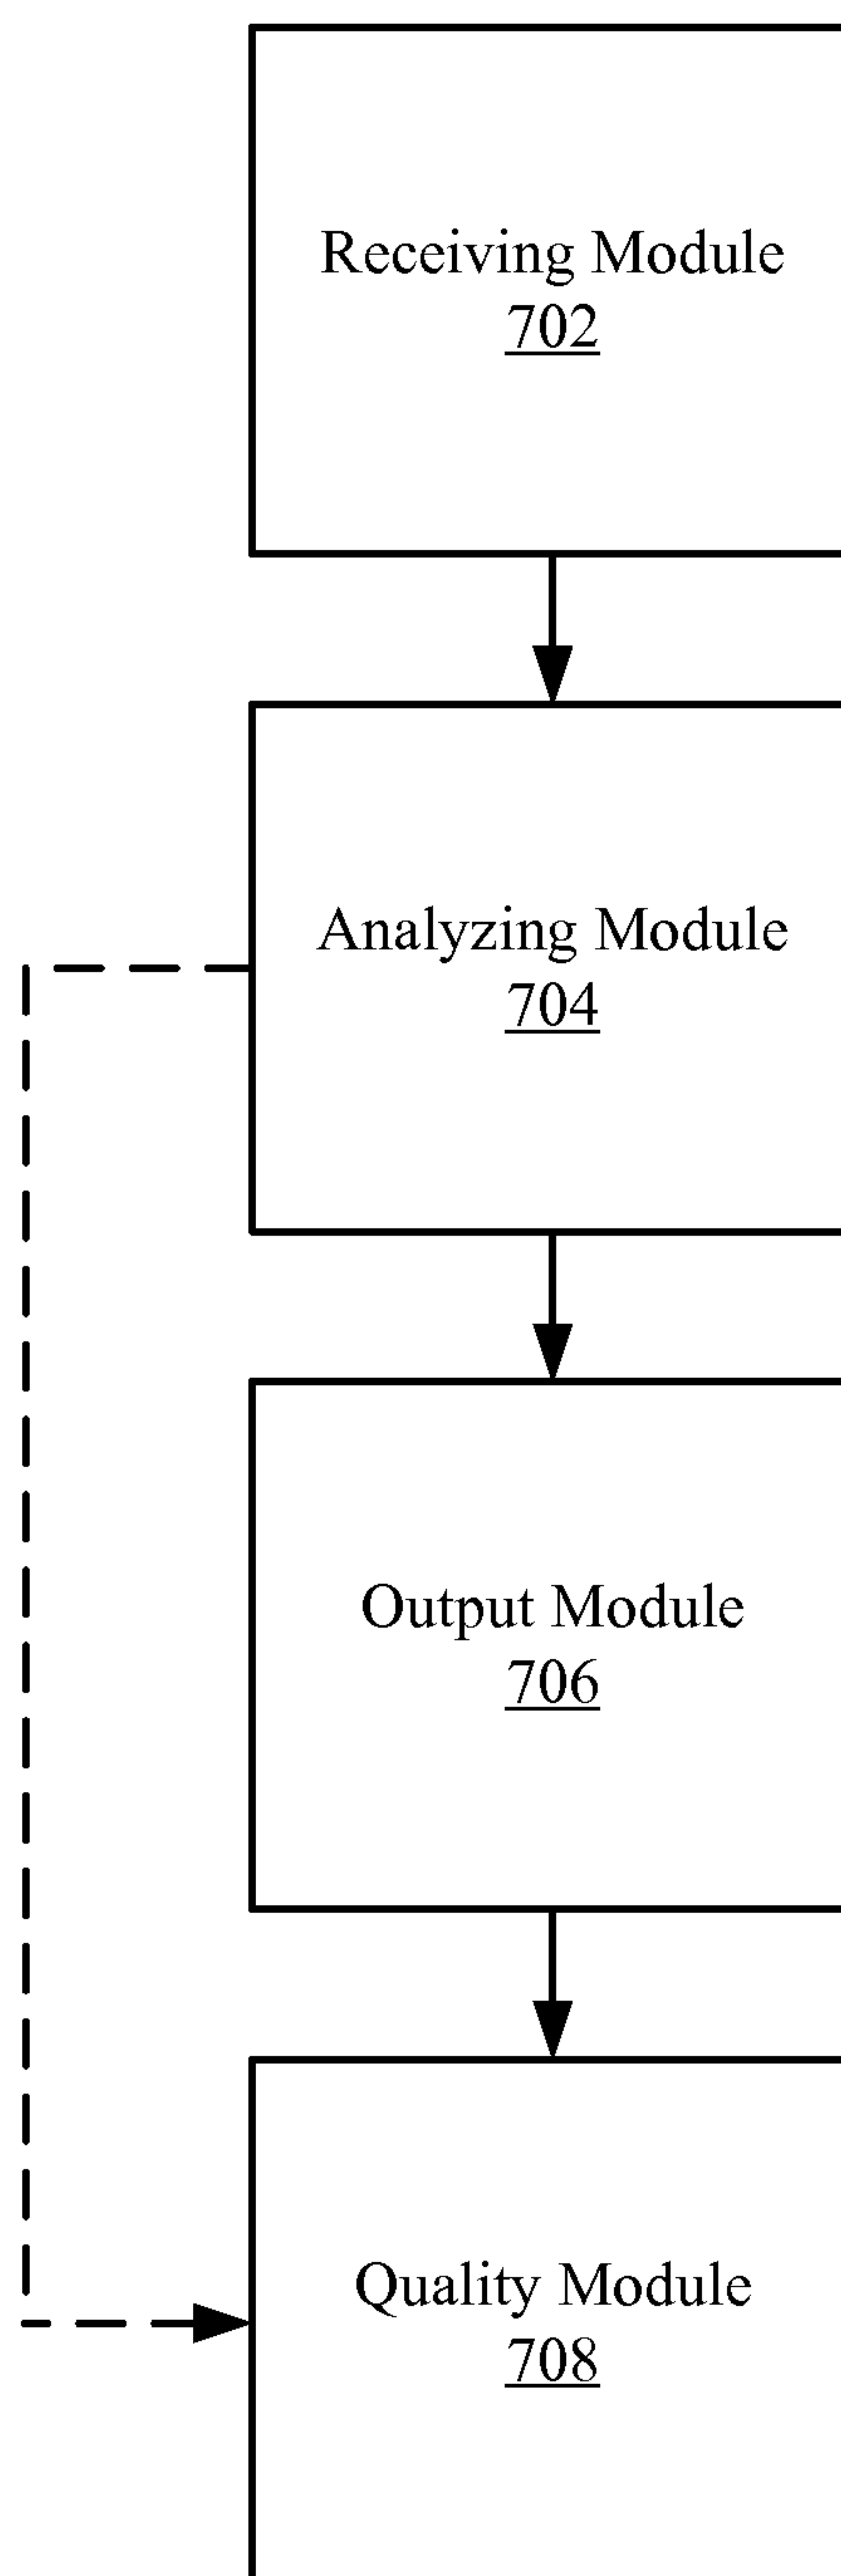 Receiving Module
702
Analyzing Module
704
Output Module
706
Quality Module
708